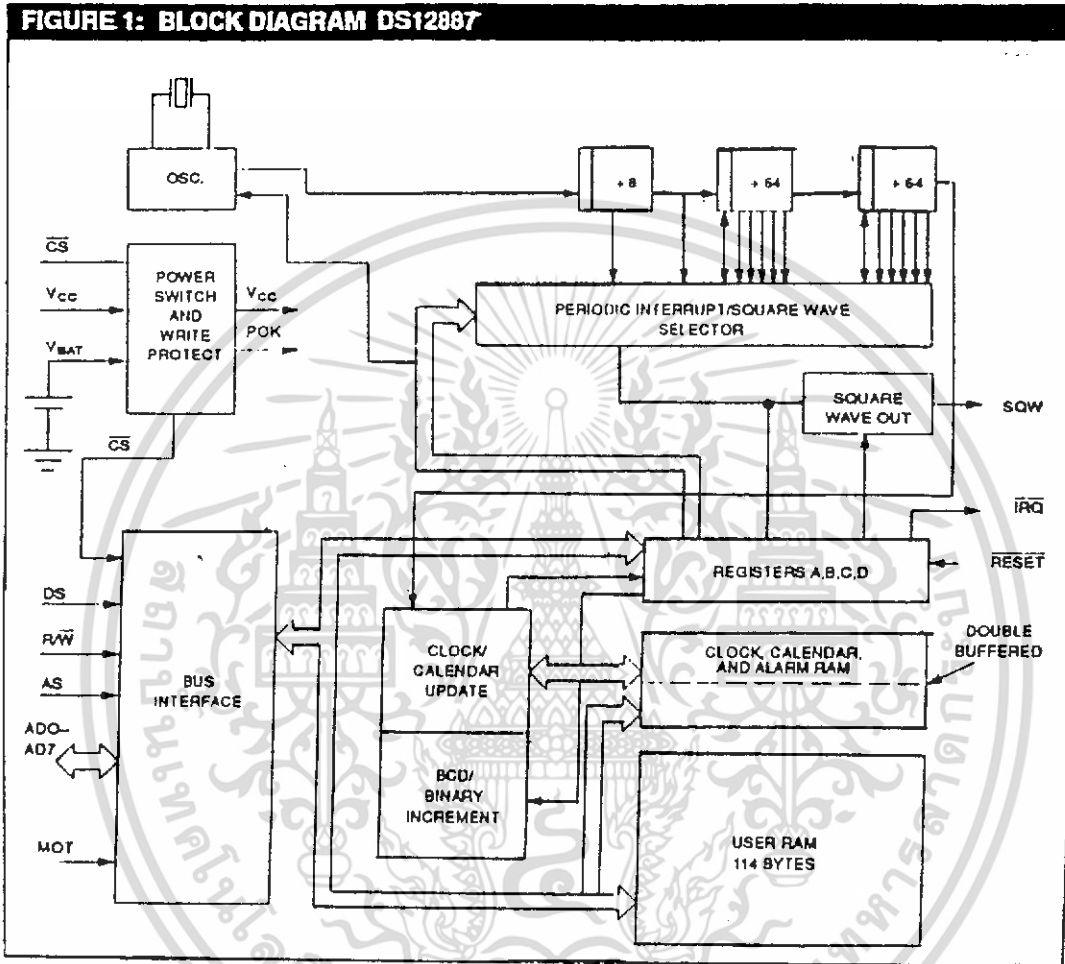 FIGURE 1: BLOCK DIAGRAM DS12887
OSC.
÷ 8
÷ 64
÷ 64
CS
VCC
VBAT
POWER
SWITCH
AND
WRITE
PROTECT
VCC
POK
PERIODIC INTERRUPT/SQUARE WAVE
SELECTOR
SQUARE
WAVE OUT
SQW
CS
IRQ
REGISTERS A,B,C,D
RESET
DS
R/W
AS
AD0–
AD7
MOT
BUS
INTERFACE
CLOCK/
CALENDAR
UPDATE
BCD/
BINARY
INCREMENT
CLOCK, CALENDAR,
AND ALARM RAM
DOUBLE
BUFFERED
USER RAM
114 BYTES